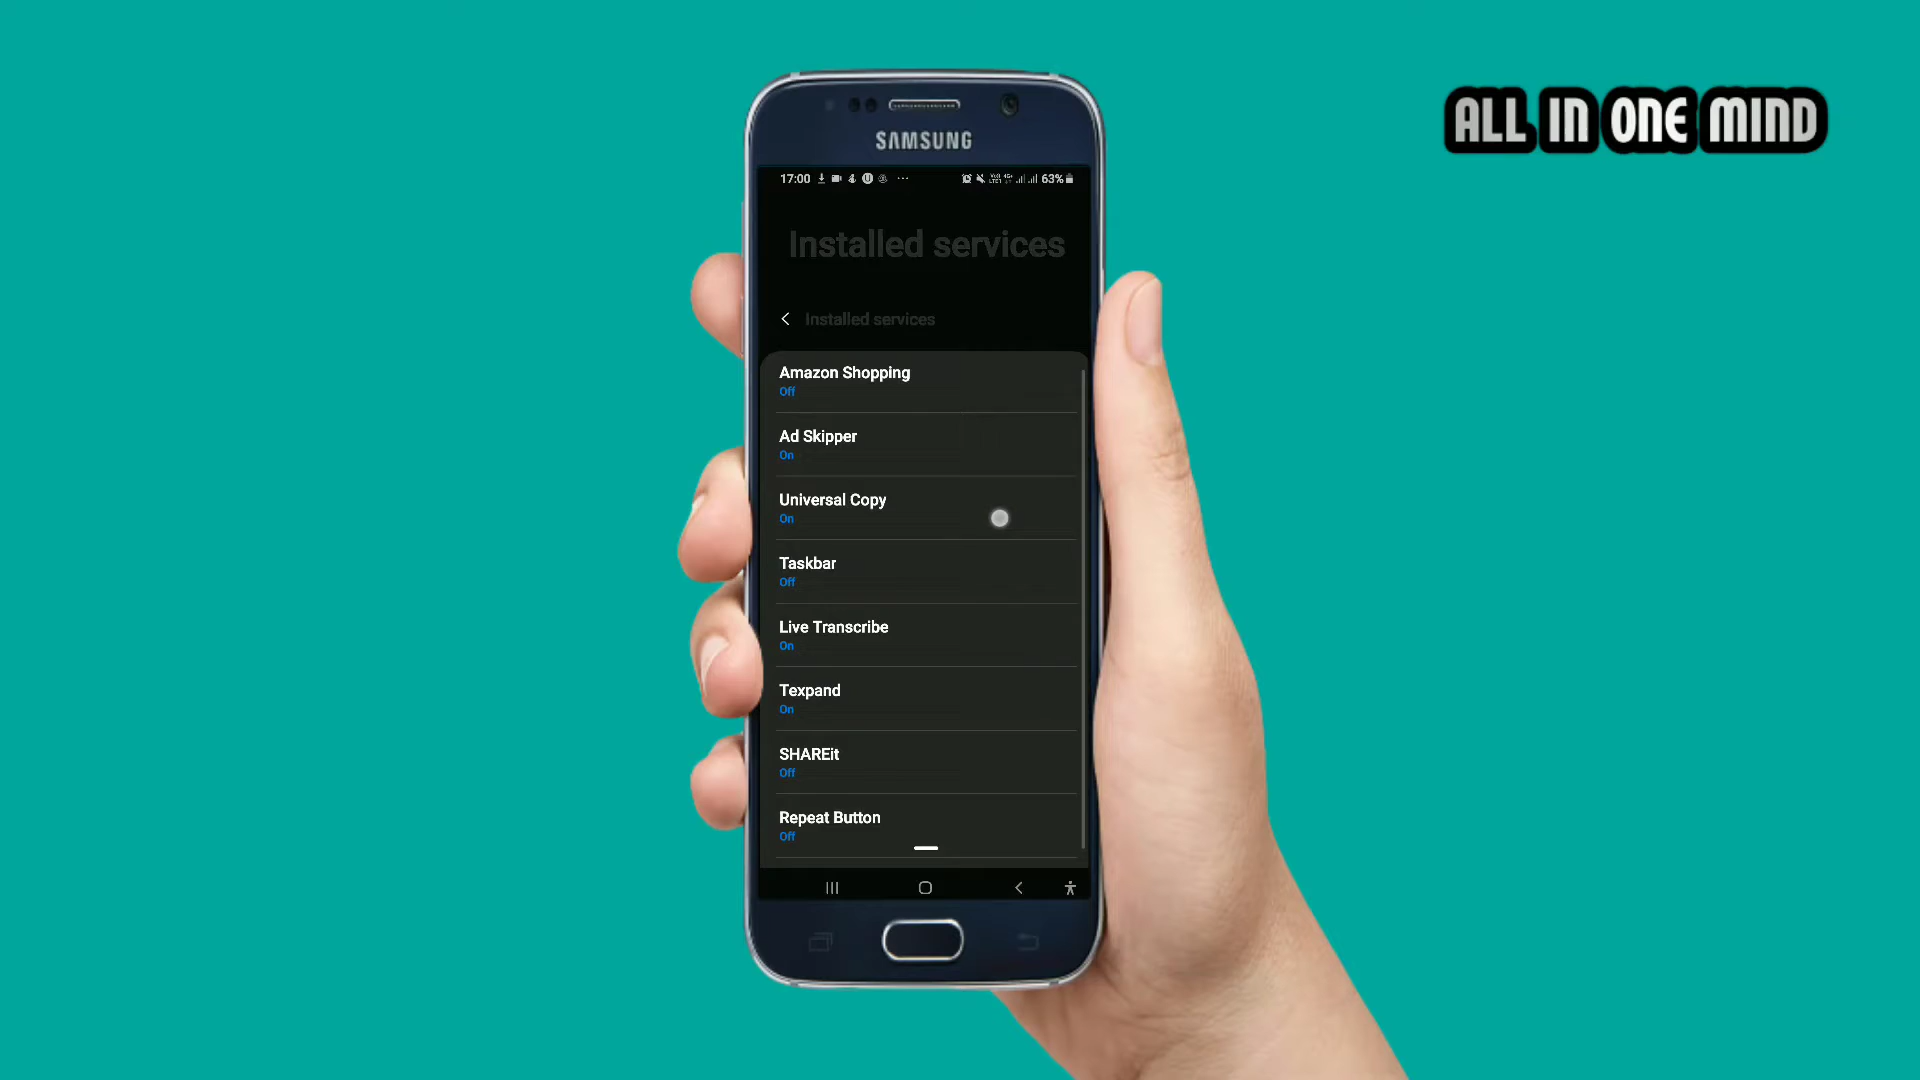 ALL IN ONE MIND
SAMSUNG
17:00 63%
Installed services
Installed services
Amazon Shopping
Off
Ad Skipper
On
Universal Copy
On
Taskbar
Off
Live Transcribe
On
Texpand
On
SHAREit
Off
Repeat Button
Off